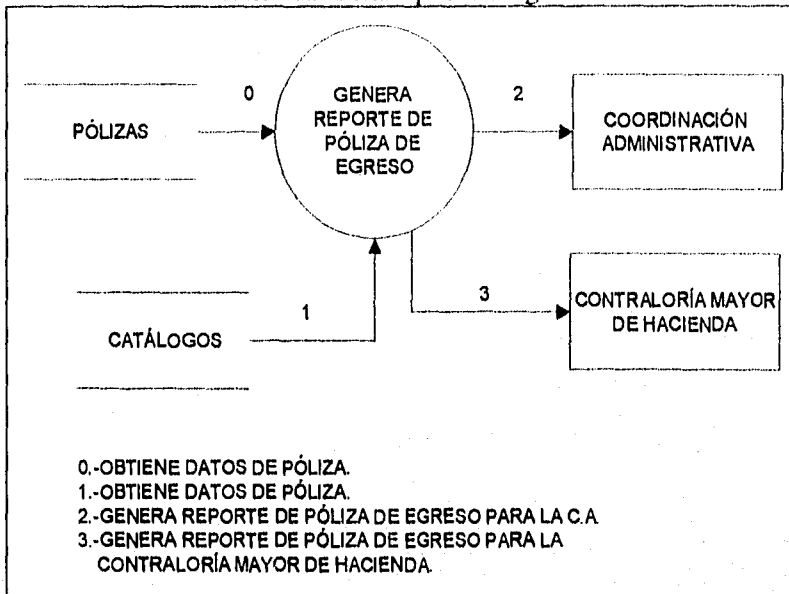 0
GENERA
REPORTE DE
PÓLIZA DE
EGRESO
2
PÓLIZAS
COORDINACIÓN
ADMINISTRATIVA
1
3
CATÁLOGOS
CONTRALORÍA MAYOR
DE HACIENDA
0.-OBTIENE DATOS DE PÓLIZA.
1.-OBTIENE DATOS DE PÓLIZA.
2.-GENERA REPORTE DE PÓLIZA DE EGRESO PARA LA C.A
3.-GENERA REPORTE DE PÓLIZA DE EGRESO PARA LA
CONTRALORÍA MAYOR DE HACIENDA.